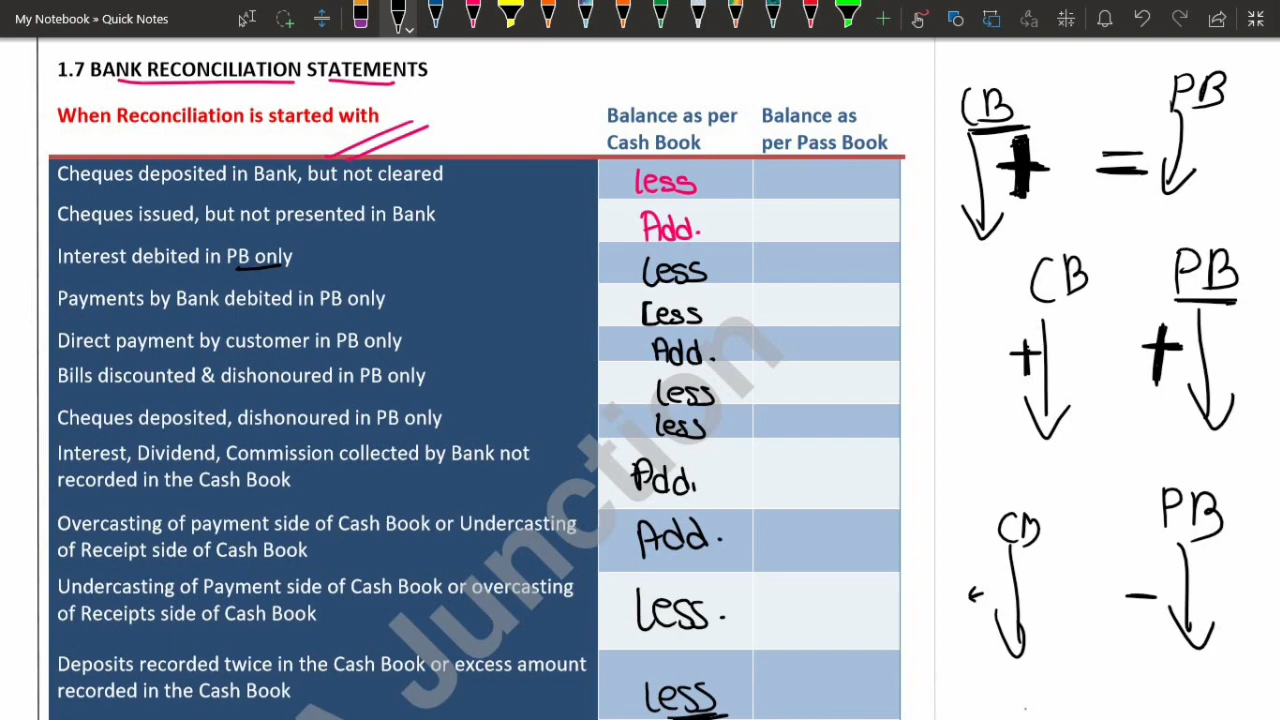 My Notebook » Quick Notes
1.7 BANK RECONCILIATION STATEMENTS
When Reconciliation is started with
Balance as per
Cash Book
Balance as
per Pass Book
Cheques deposited in Bank, but not cleared
less
Cheques issued, but not presented in Bank
Add.
Interest debited in PB only
less
Payments by Bank debited in PB only
less
Direct payment by customer in PB only
Add.
Bills discounted & dishonoured in PB only
less
Cheques deposited, dishonoured in PB only
less
Interest, Dividend, Commission collected by Bank not
recorded in the Cash Book
Add.
Overcasting of payment side of Cash Book or Undercasting
of Receipt side of Cash Book
Add.
Undercasting of Payment side of Cash Book or overcasting
of Receipts side of Cash Book
less.
Deposits recorded twice in the Cash Book or excess amount
recorded in the Cash Book
less
CB
PB
+ =
CB
PB
+ +
CB
PB
-
Junction